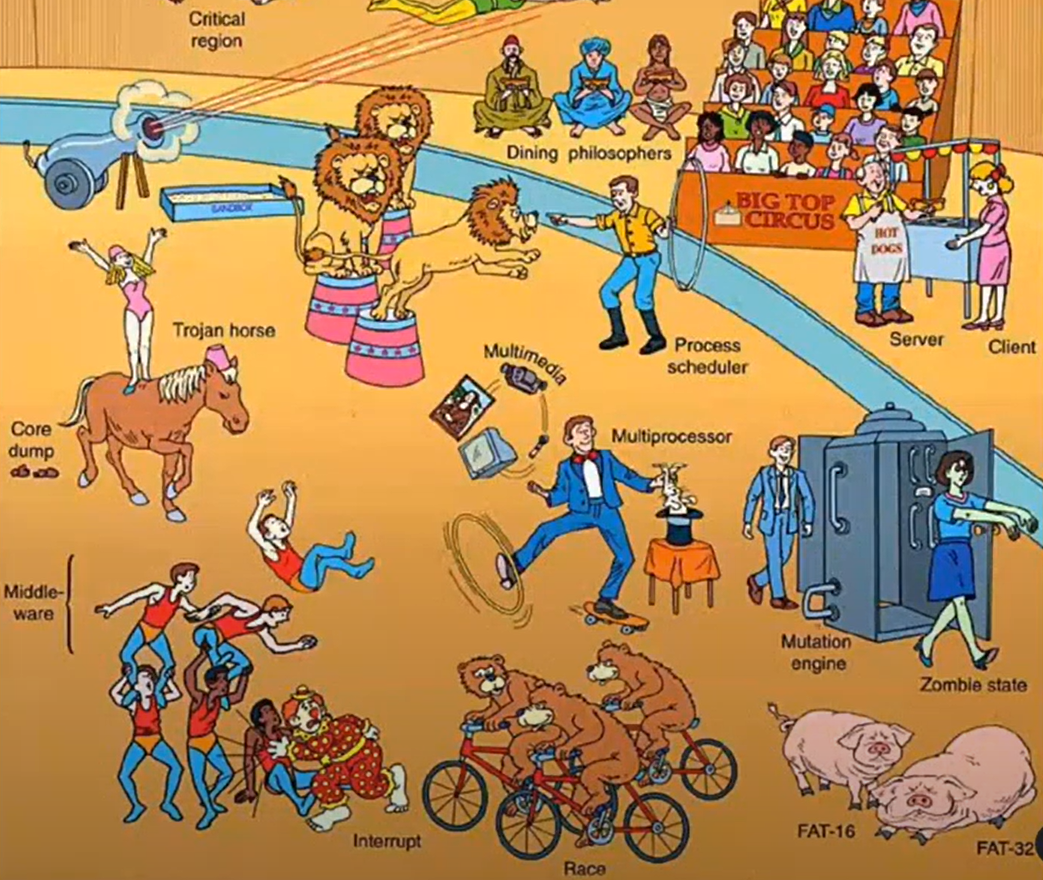 Critical
region
Dining philosophers
SANDBOX
BIG TOP
CIRCUS
HOT
DOGS
Trojan horse
Process
scheduler
Server
Client
Multimedia
Core
dump
Multiprocessor
Middle-
ware
Mutation
engine
Zombie state
Interrupt
FAT-16
FAT-32
Race